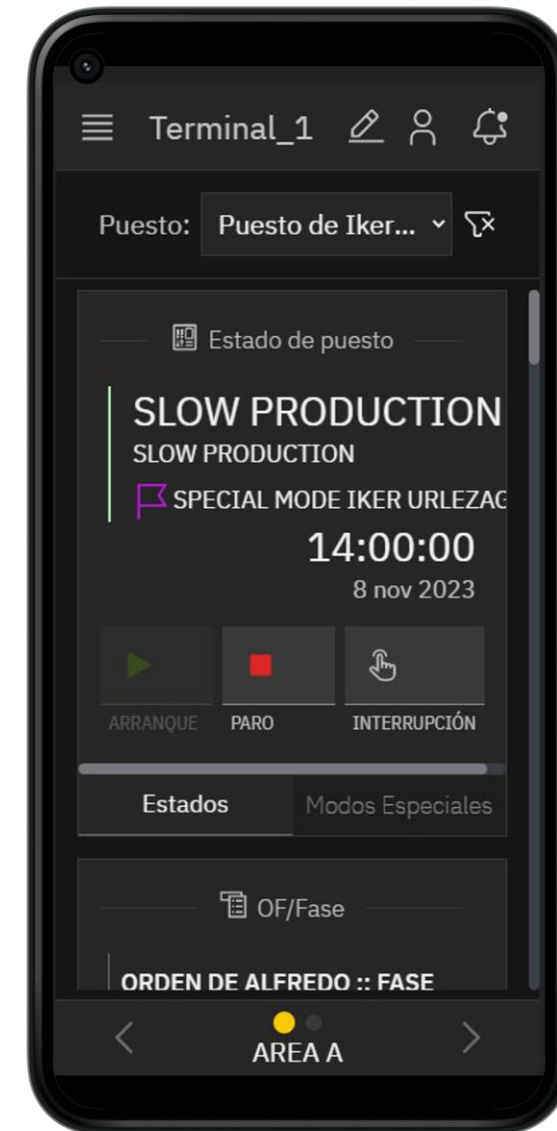 Terminal_1
Puesto: Puesto de Iker...
Estado de puesto
SLOW PRODUCTION
SLOW PRODUCTION
SPECIAL MODE IKER URLEZAG
14:00:00
8 nov 2023
ARRANQUE PARO INTERRUPCIÓN
Estados Modos Especiales
OF/Fase
ORDEN DE ALFREDO :: FASE
AREA A